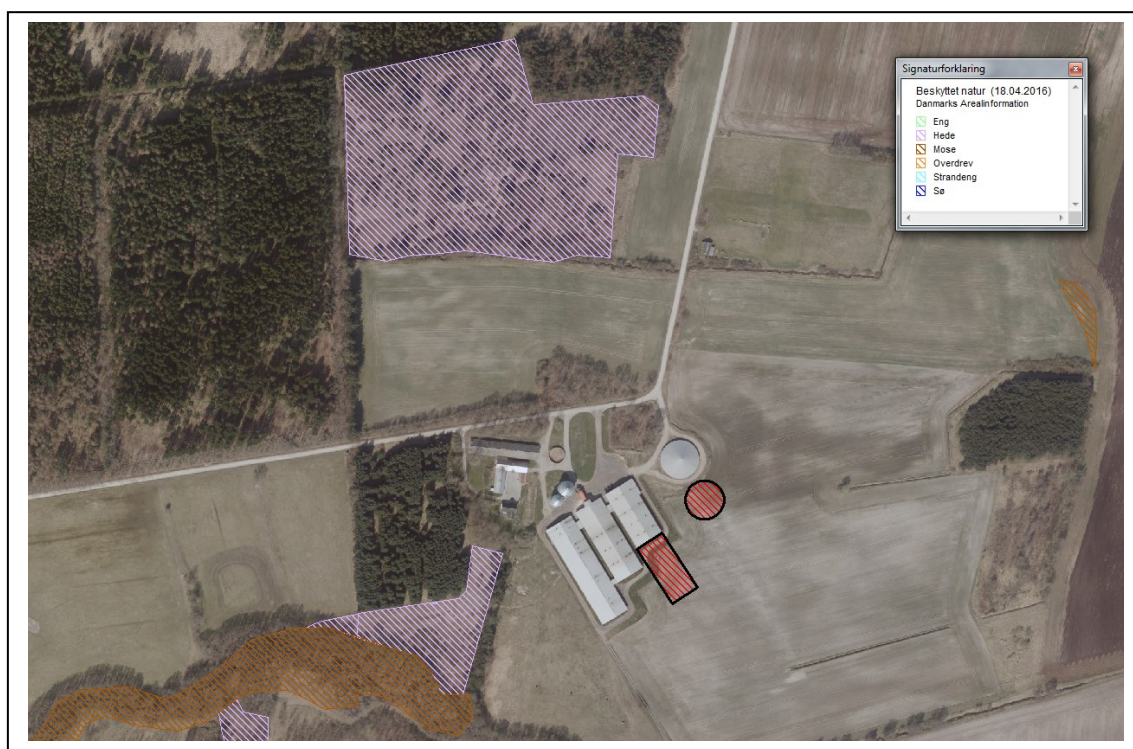 Signaturforklaring
Beskyttet natur (18.04.2016)
Danmarks Arealinformation
Eng
Hede
Mose
Overdrev
Strandeng
Sø